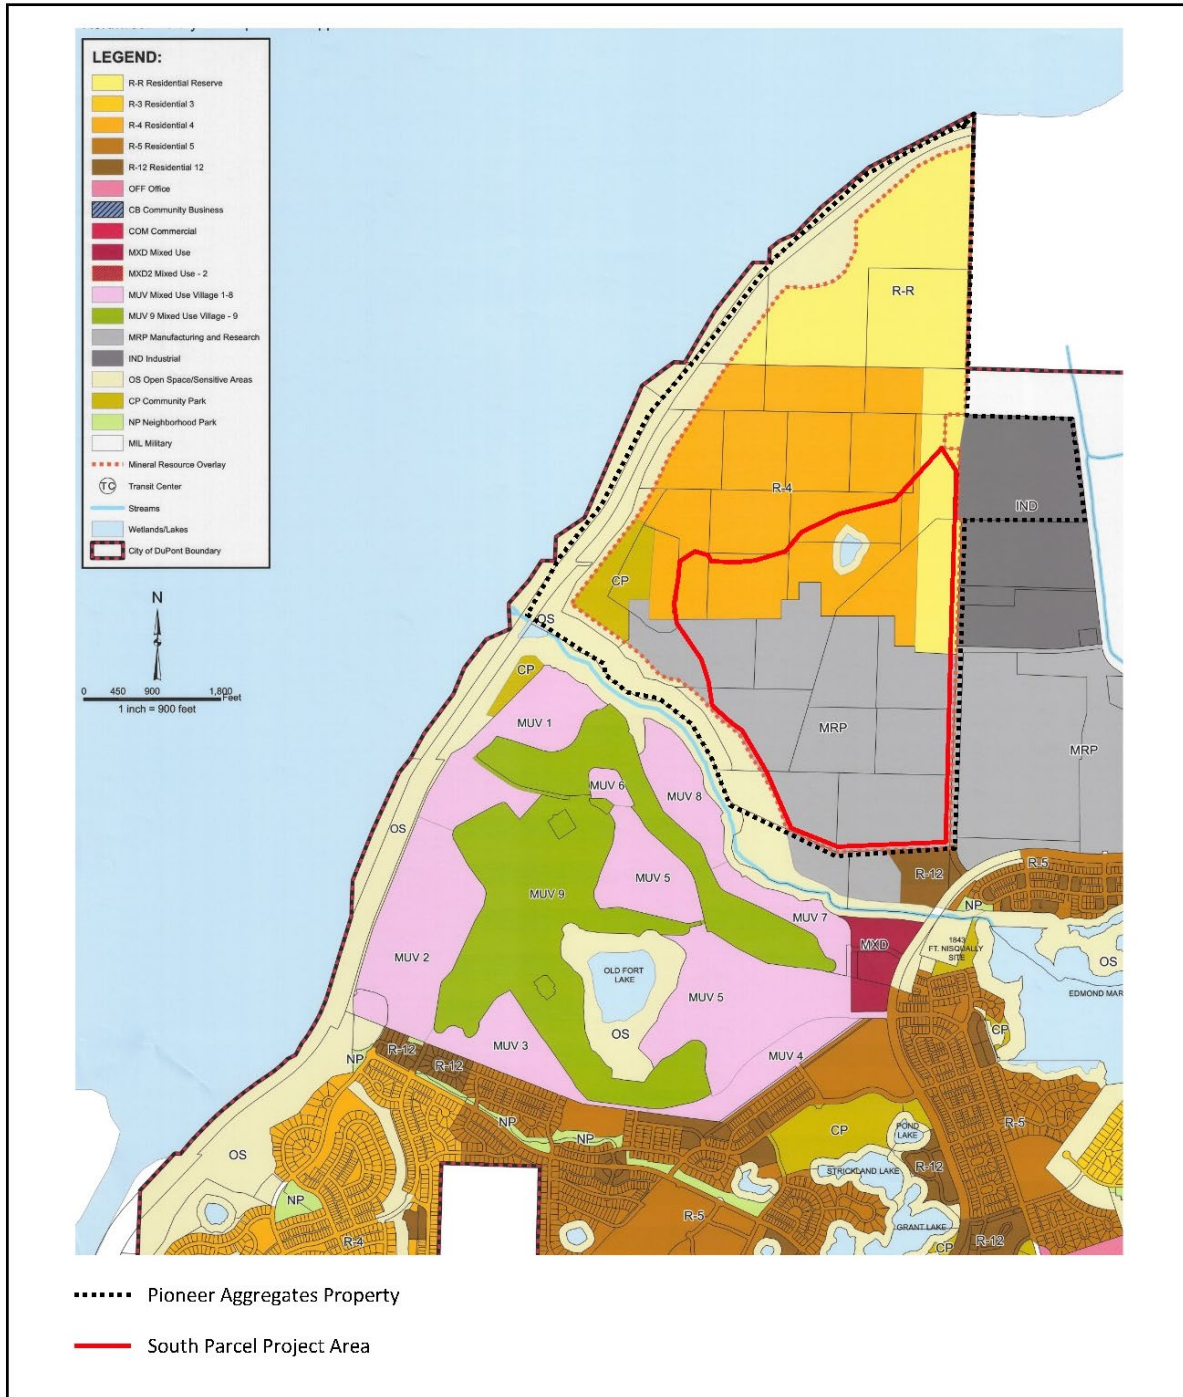 LEGEND:
R-R Residential Reserve
R-3 Residential 3
R-4 Residential 4
R-5 Residential 5
R-12 Residential 12
OFF Office
CB Community Business
COM Commercial
MXD Mixed Use
MXD2 Mixed Use - 2
MUV Mixed Use Village 1-8
MUV 9 Mixed Use Village - 9
MRP Manufacturing and Research
IND Industrial
OS Open Space/Sensitive Areas
CP Community Park
NP Neighborhood Park
MIL Military
Mineral Resource Overlay
TC Transit Center
Streams
Wetlands/Lakes
City of DuPont Boundary
N
0 450 900 1,800
Feet
1 inch = 900 feet
R-R
R-4
IND
CP
OS
CP
MUV 1
MRP
MRP
MUV 6
MUV 8
OS
MUV 5
R-12
R-5
MUV 9
NP
MUV 7
MXD
1843
FT. NISQUALLY
SITE
MUV 2
OLD FORT
LAKE
OS
EDMOND MAR
MUV 5
OS
CP
MUV 3
MUV 4
NP
R-12
R-12
NP
NP
CP
POND
LAKE
R-5
OS
STRICKLAND LAKE
R-12
NP
R-5
GRANT LAKE
R-4
CP
R-12
Pioneer Aggregates Property
South Parcel Project Area